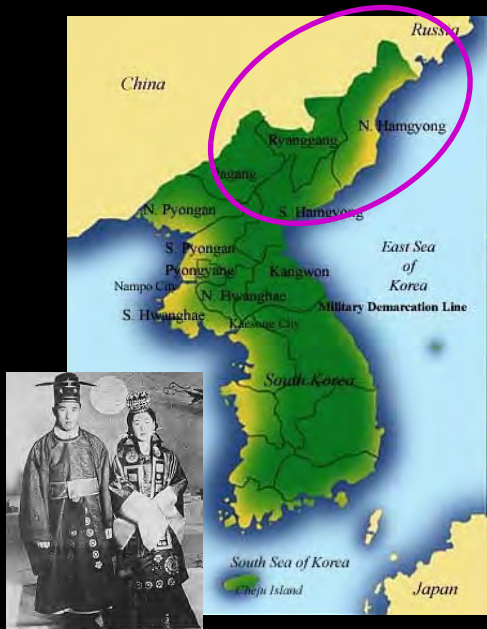 Russia
China
N. Hamgyong
Ryanggang
Jagang
S. Hamgyong
N. Pyongan
S. Pyongan
East Sea
of
Korea
Pyongyang
Kangwon
Nampo City
N. Hwanghae
Military Demarcation Line
S. Hwanghae
Kaesong City
South Korea
South Sea of Korea
Cheju Island
Japan